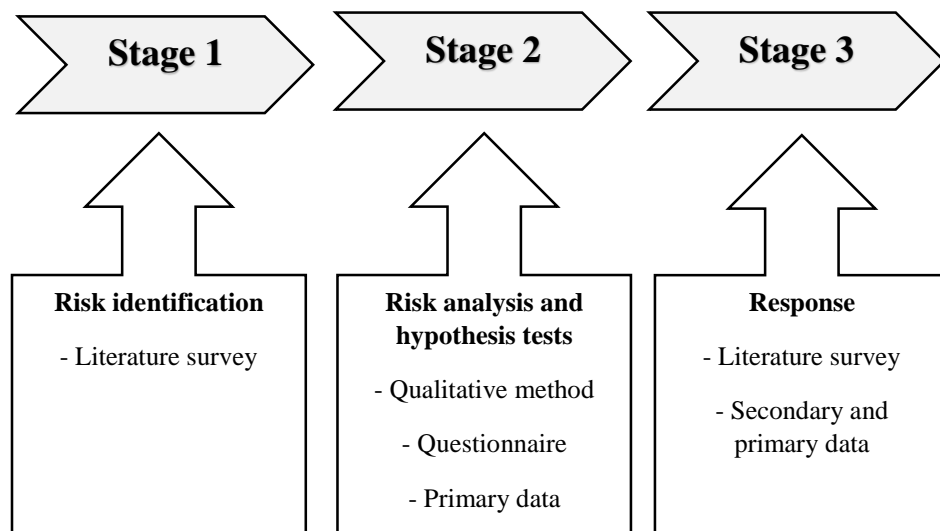 Stage 1
Stage 2
Stage 3
Risk identification
- Literature survey
Risk analysis and
hypothesis tests
- Qualitative method
- Questionnaire
- Primary data
Response
- Literature survey
- Secondary and
primary data